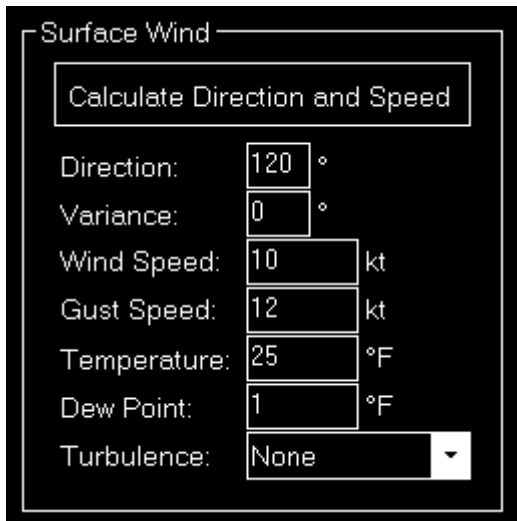 Surface Wind
Calculate Direction and Speed
Direction: 120 °
Variance: 0 °
Wind Speed: 10 kt
Gust Speed: 12 kt
Temperature: 25 °F
Dew Point: 1 °F
Turbulence: None